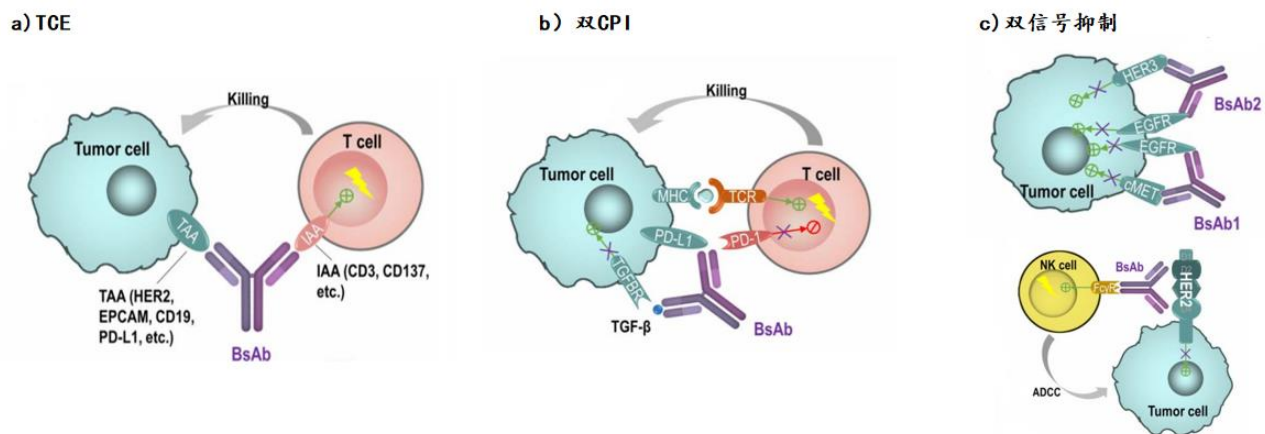 a)TCE
Killing
Tumor cell
T cell
TAA
IAA
TAA (HER2,
EPCAM, CD19,
PD-L1, etc.)
IAA (CD3, CD137,
etc.)
BsAb
b) 双CPI
Killing
Tumor cell
T cell
MHC
TCR
PD-L1
PD-1
TGFBR
TGF-β
BsAb
c)双信号抑制
HER3
BsAb2
EGFR
EGFR
Tumor cell
cMET
BsAb1
NK cell
BsAb
FcγR
HER2
ADCC
Tumor cell